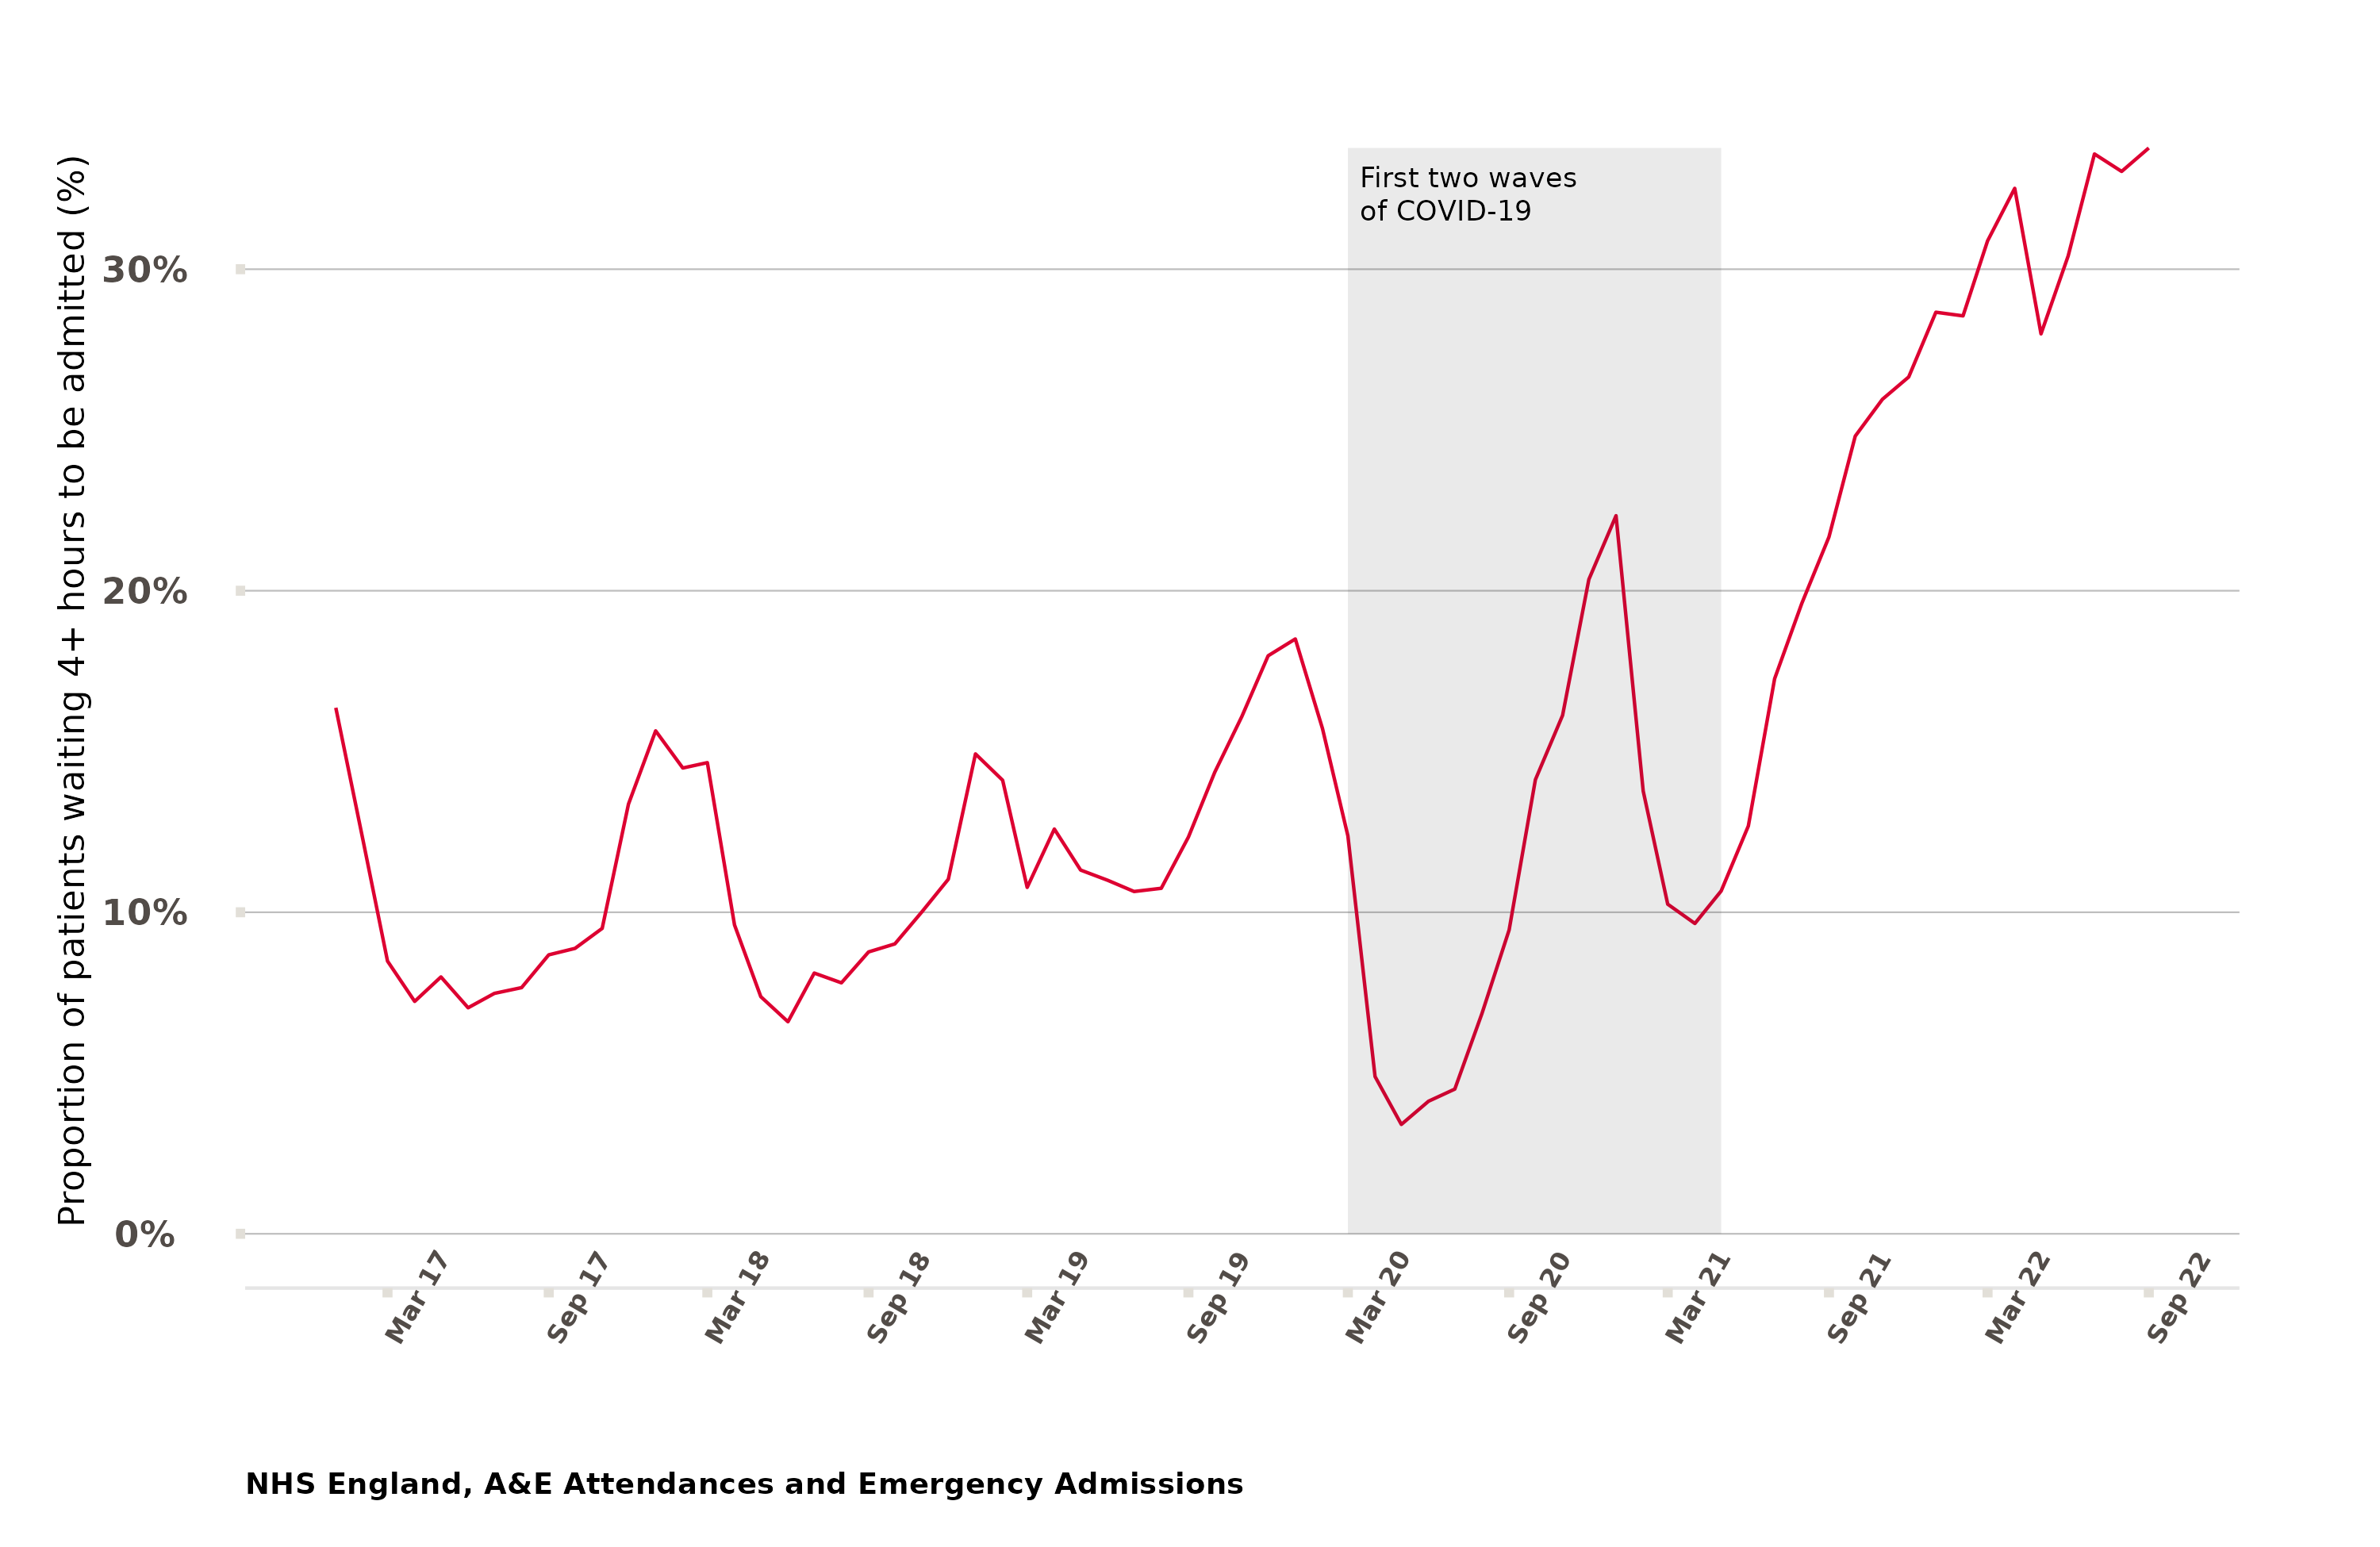 Proportion of patients waiting 4+ hours to be admitted (%)
First two waves
of COVID-19
30%
20%
10%
0%
Mar 17
Sep 17
Mar 18
Sep 18
Mar 19
Sep 19
Mar 20
Sep 20
Mar 21
Sep 21
Mar 22
Sep 22
NHS England, A&E Attendances and Emergency Admissions